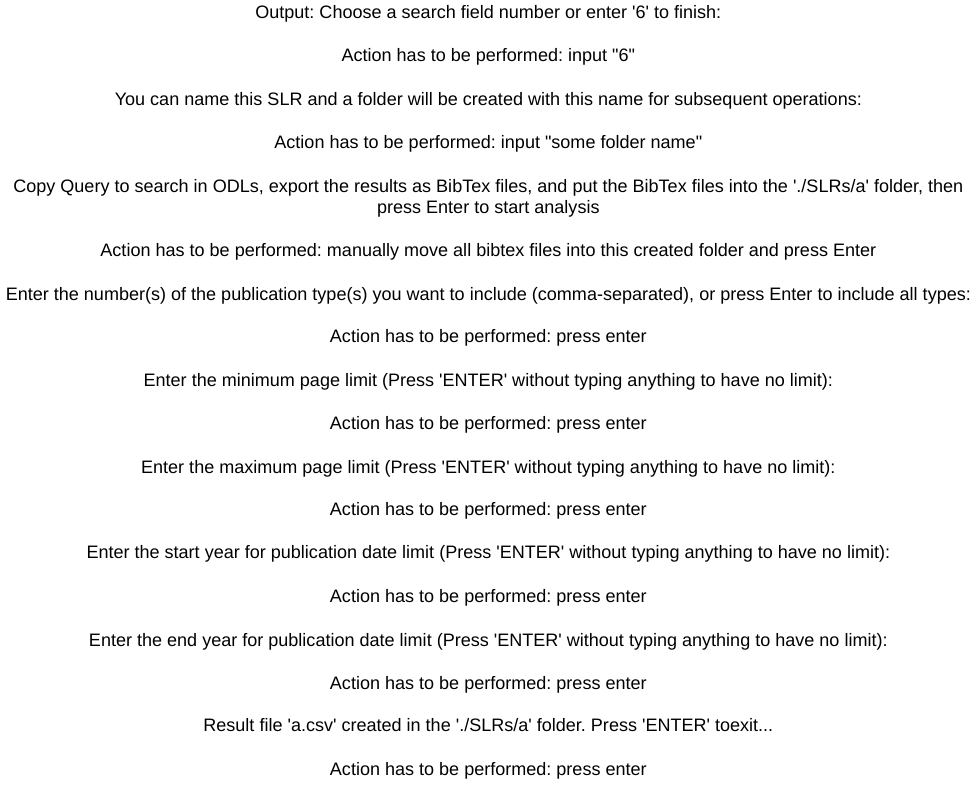 Output: Choose a search field number or enter '6' to finish:
Action has to be performed: input "6"
You can name this SLR and a folder will be created with this name for subsequent operations:
Action has to be performed: input "some folder name"
Copy Query to search in ODLs, export the results as BibTex files, and put the BibTex files into the './SLRs/a' folder, then
press Enter to start analysis
Action has to be performed: manually move all bibtex files into this created folder and press Enter
Enter the number(s) of the publication type(s) you want to include (comma-separated), or press Enter to include all types:
Action has to be performed: press enter
Enter the minimum page limit (Press 'ENTER' without typing anything to have no limit):
Action has to be performed: press enter
Enter the maximum page limit (Press 'ENTER' without typing anything to have no limit):
Action has to be performed: press enter
Enter the start year for publication date limit (Press 'ENTER' without typing anything to have no limit):
Action has to be performed: press enter
Enter the end year for publication date limit (Press 'ENTER' without typing anything to have no limit):
Action has to be performed: press enter
Result file 'a.csv' created in the './SLRs/a' folder. Press 'ENTER' toexit...
Action has to be performed: press enter